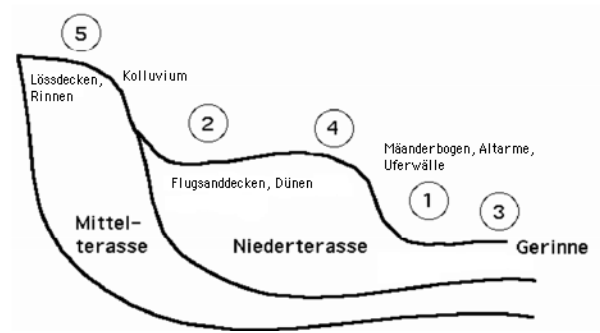 5
Lössdecken,
Rinnen
Kolluvium
2
4
Flugsanddecken, Dünen
Mäanderbogen, Altarme,
Uferwälle
1
3
Mittel-
terasse
Niederterasse
Gerinne